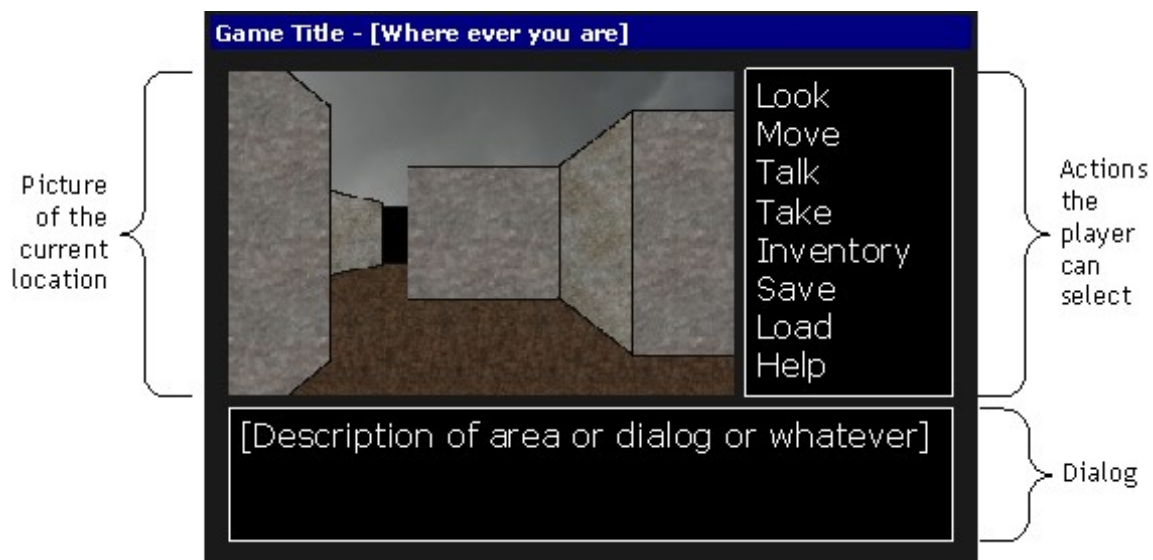 Game Title - [Where ever you are]
Picture
of the
current
location
Look
Move
Talk
Take
Inventory
Save
Load
Help
Actions
the
player
can
select
[Description of area or dialog or whatever]
Dialog